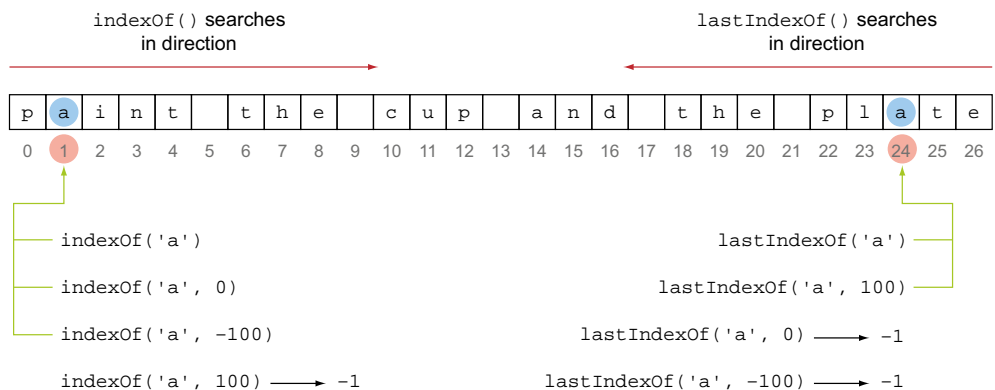 indexOf() searches
in direction
lastIndexOf() searches
in direction
p a i n t   t h e   c u p   a n d   t h e   p l a t e
0 1 2 3 4 5 6 7 8 9 10 11 12 13 14 15 16 17 18 19 20 21 22 23 24 25 26
indexOf('a')
indexOf('a', 0)
indexOf('a', –100)
indexOf('a', 100) → –1
lastIndexOf('a')
lastIndexOf('a', 100)
lastIndexOf('a', 0) → –1
lastIndexOf('a', -100) → –1